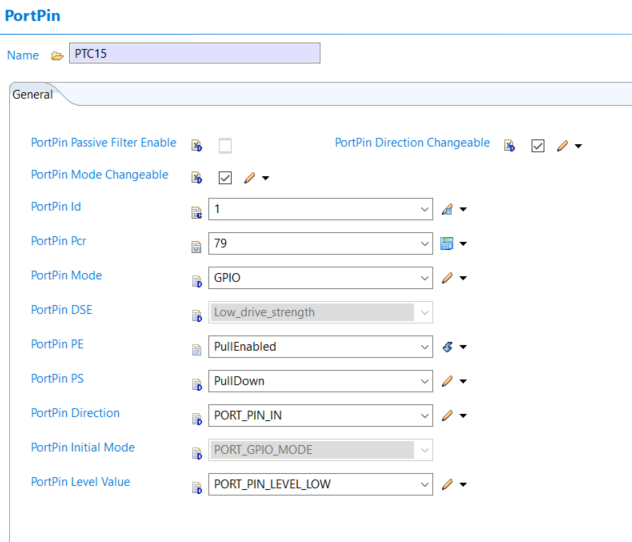 PortPin
Name PTC15
General
PortPin Passive Filter Enable PortPin Direction Changeable
PortPin Mode Changeable
PortPin Id 1
PortPin Pcr 79
PortPin Mode GPIO
PortPin DSE Low_drive_strength
PortPin PE PullEnabled
PortPin PS PullDown
PortPin Direction PORT_PIN_IN
PortPin Initial Mode PORT_GPIO_MODE
PortPin Level Value PORT_PIN_LEVEL_LOW